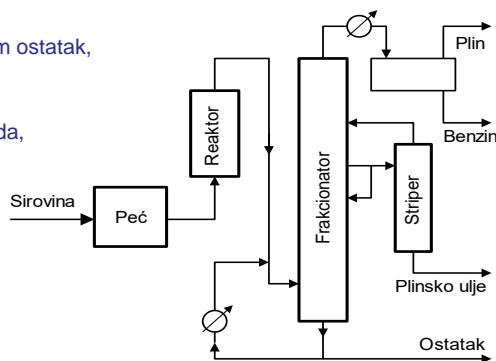 m ostatak,
da,
Sirovina
Peć
Reaktor
Frakcionator
Striper
Plin
Benzin
Plinsko ulje
Ostatak